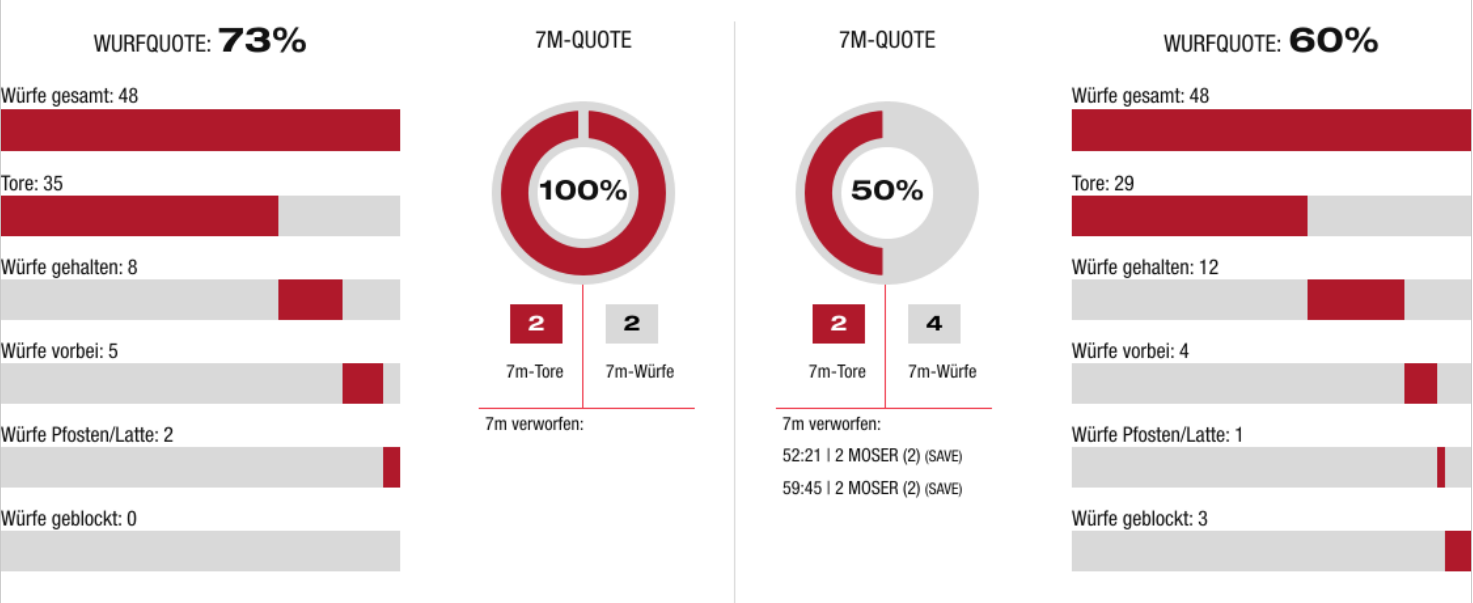 WURFQUOTE: 73%
Würfe gesamt: 48
Tore: 35
Würfe gehalten: 8
Würfe vorbei: 5
Würfe Pfosten/Latte: 2
Würfe geblockt: 0
7M-QUOTE
100%
2 2
7m-Tore 7m-Würfe
7m verworfen:
7M-QUOTE
50%
2 4
7m-Tore 7m-Würfe
7m verworfen:
52:21 | 2 MOSER (2) (SAVE)
59:45 | 2 MOSER (2) (SAVE)
WURFQUOTE: 60%
Würfe gesamt: 48
Tore: 29
Würfe gehalten: 12
Würfe vorbei: 4
Würfe Pfosten/Latte: 1
Würfe geblockt: 3